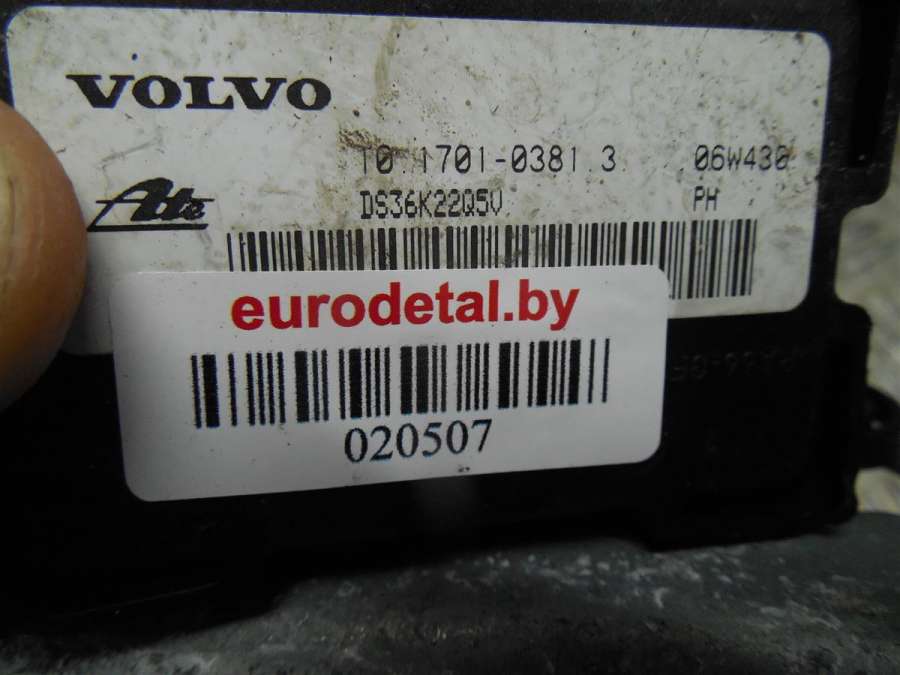 VOLVO
10.1701-0381.3 06W430
Ate DS36K22Q5V PH
eurodetal.by
020507